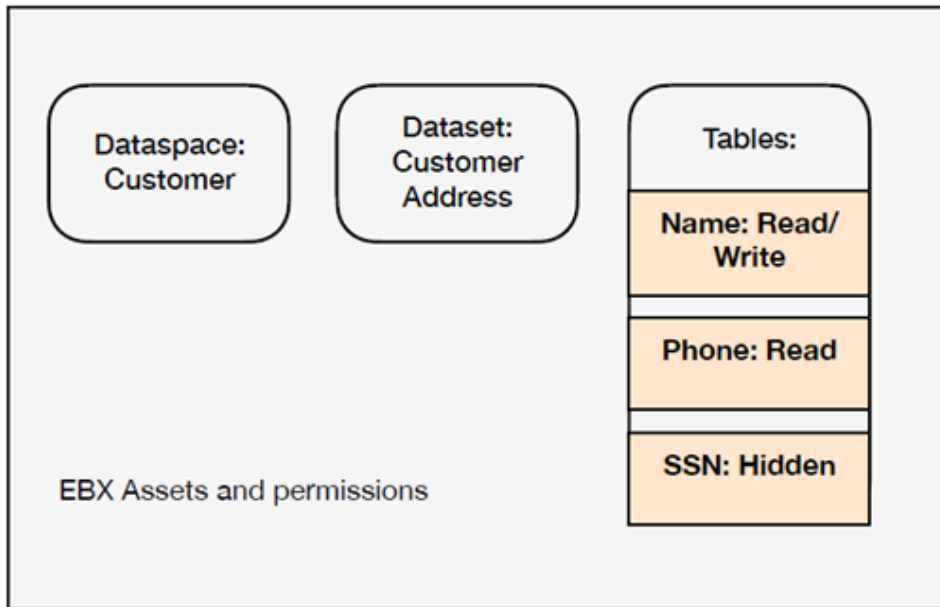 Dataspace:
Customer
Dataset:
Customer
Address
Tables:
Name: Read/
Write
Phone: Read
SSN: Hidden
EBX Assets and permissions